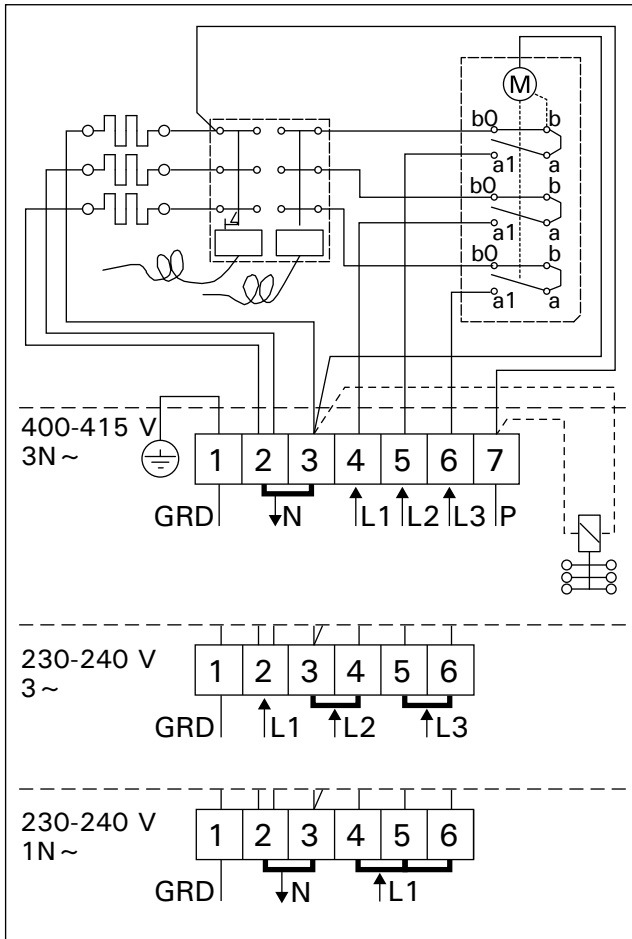 M
b0 b
a1 a
b0 b
a1 a
b0 b
a1 a
400-415 V
3N~
1 2 3 4 5 6 7
GRD N L1 L2 L3 P
230-240 V
3~
1 2 3 4 5 6
GRD L1 L2 L3
230-240 V
1N~
1 2 3 4 5 6
GRD N L1